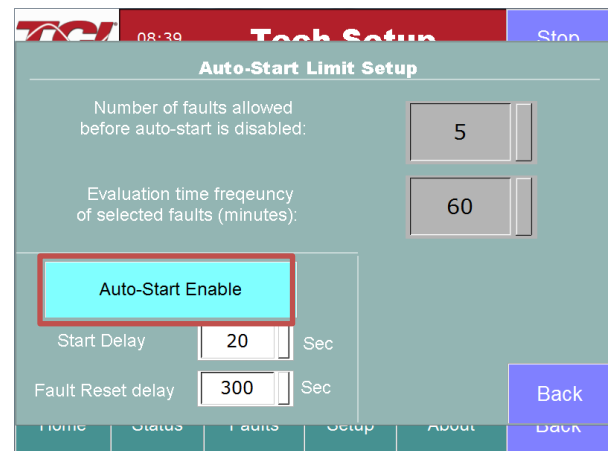 TCI
08:39
Tech Setup
Stop
Auto-Start Limit Setup
Number of faults allowed
before auto-start is disabled:
5
Evaluation time freqeuncy
of selected faults (minutes):
60
Auto-Start Enable
Start Delay
20
Sec
Fault Reset delay
300
Sec
Back
Home
Status
Faults
Setup
About
Back